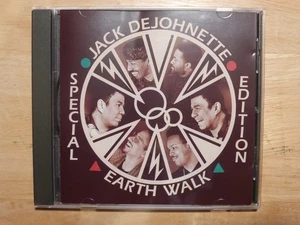 JACK DEJOHNETTE
SPECIAL
EDITION
EARTH WALK